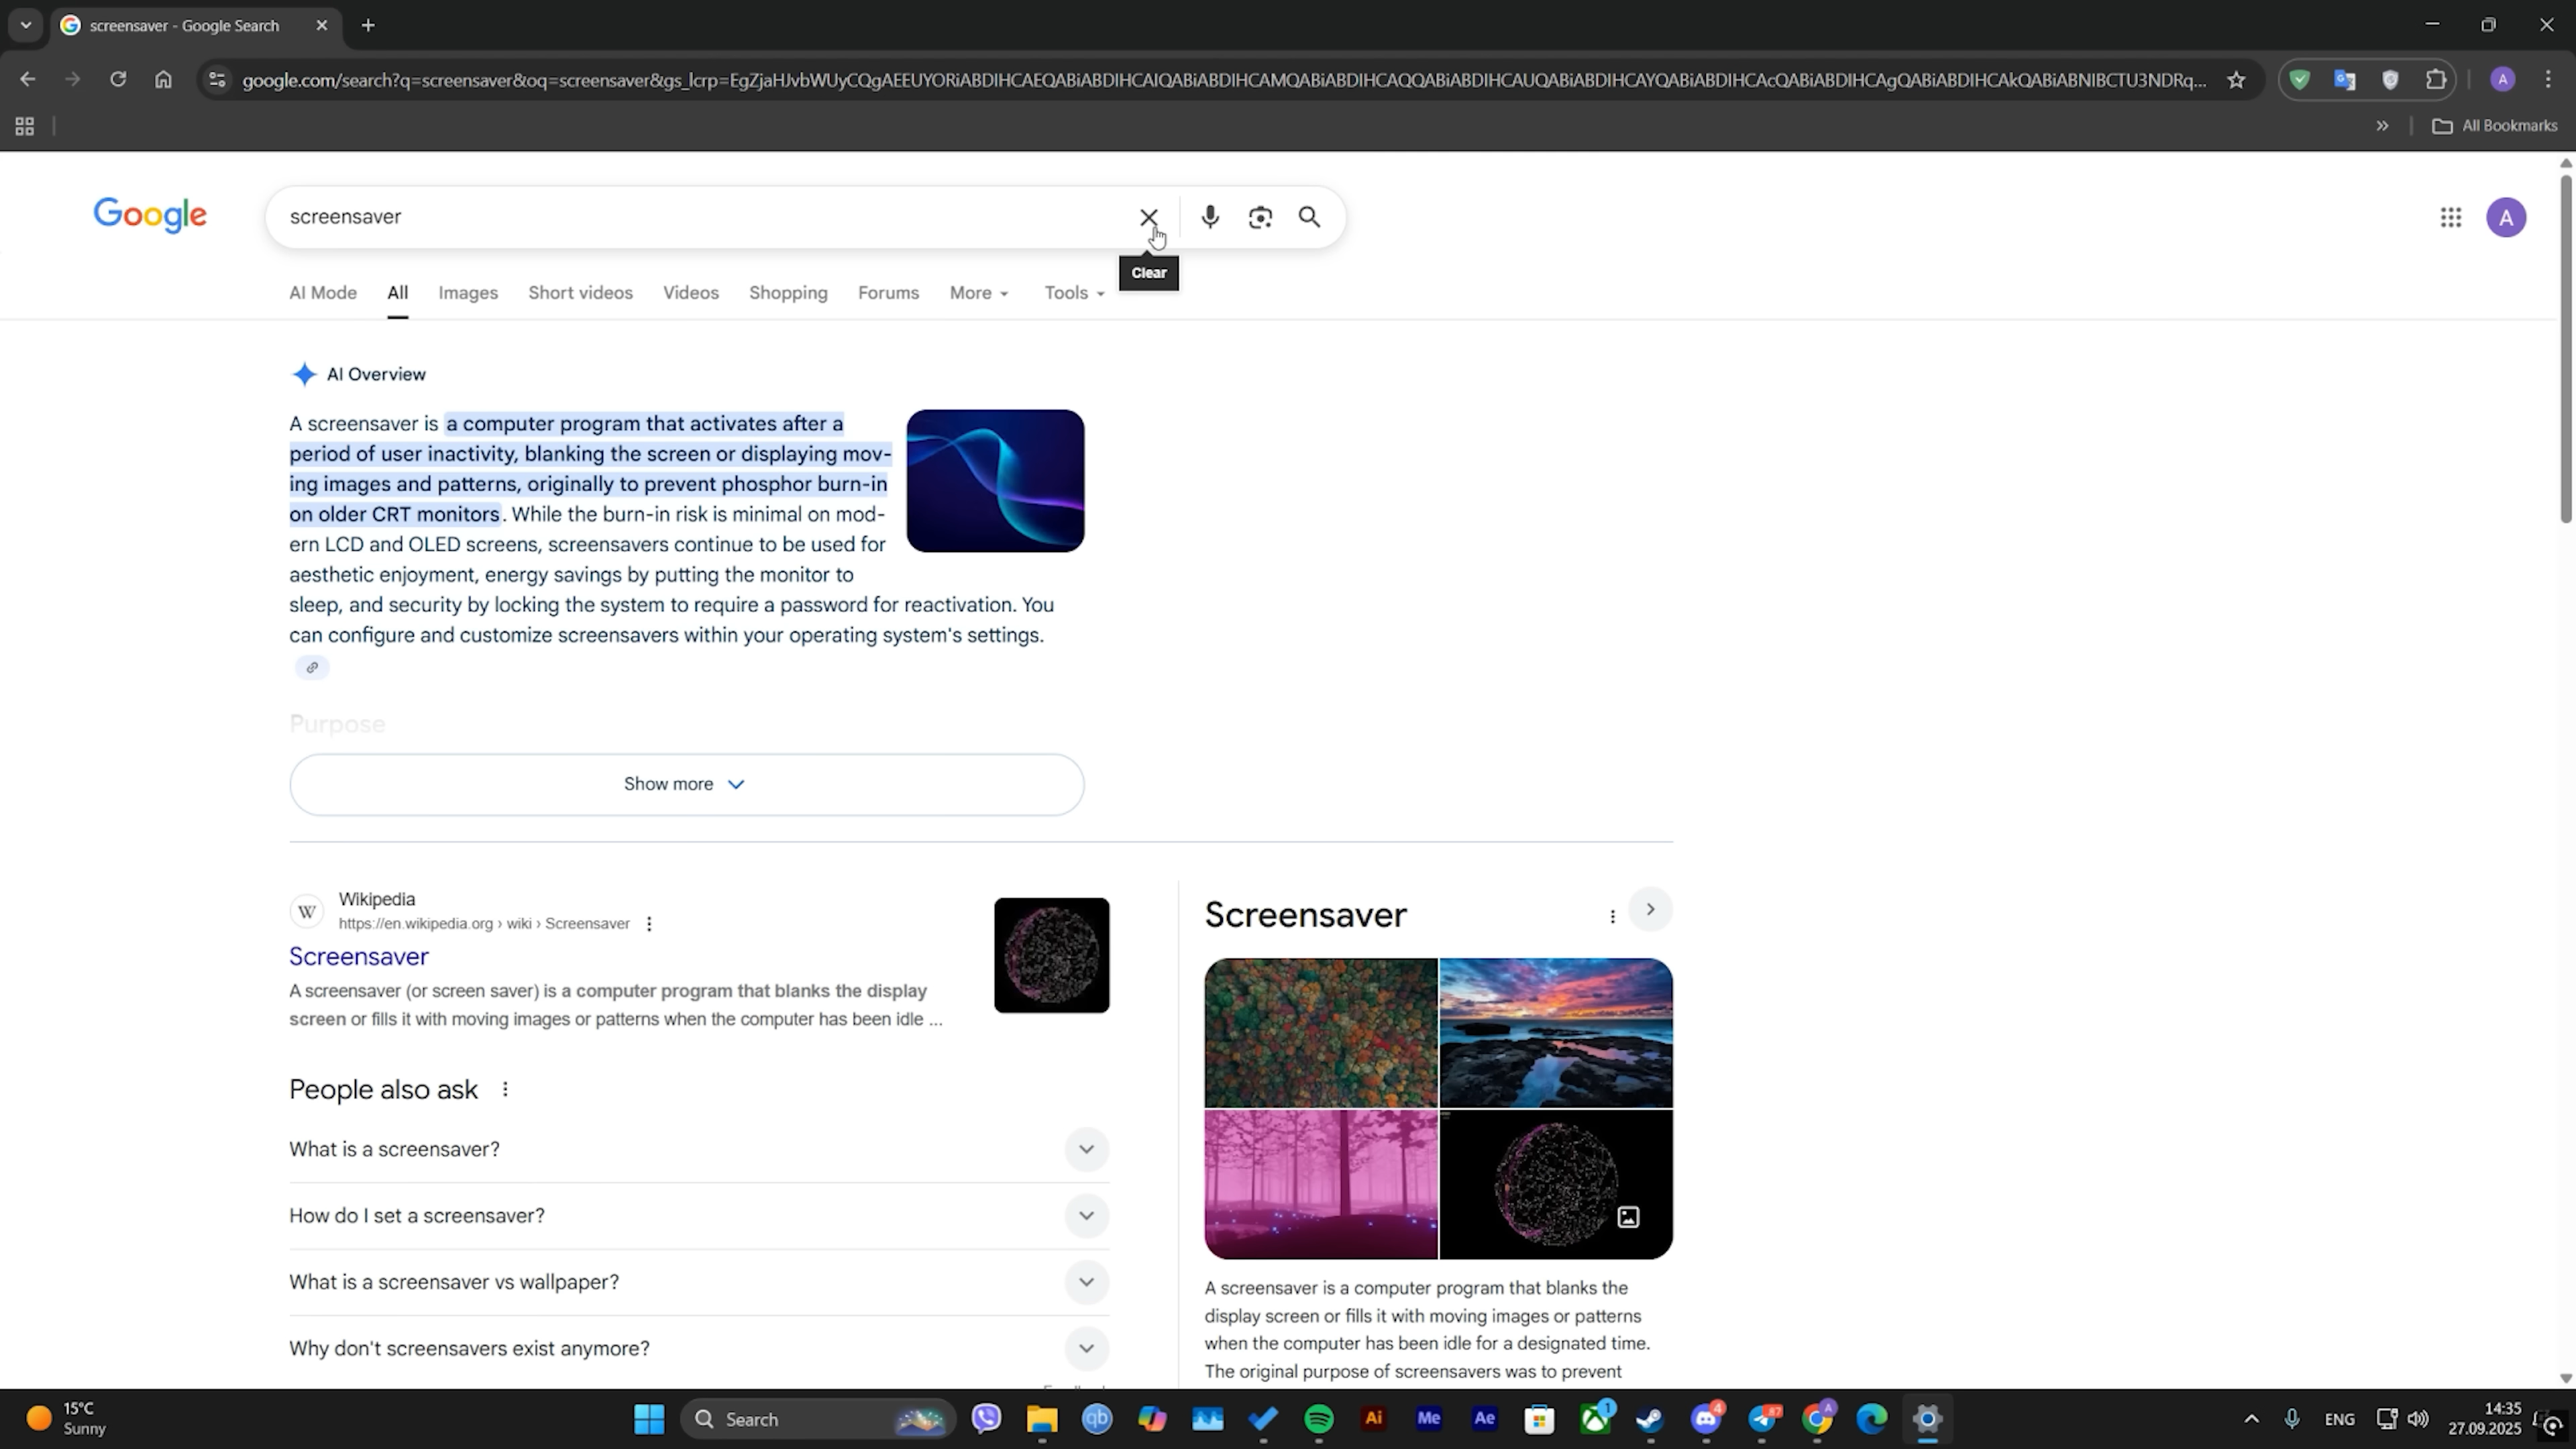 screensaver - Google Search
google.com/search?q=screensaver&oq=screensaver&gs_lcrp=EgZjaHJvbWUyCQgAEEUYORiABDIHCAEQABiABDIHCAIQABiABDIHCAMQABiABDIHCAQQABiABDIHCAUQABiABDIHCAYQABiABDIHCAcQABiABDIHCAgQABiABDIHCAkQABiABNIBCTU3NDRq...
A
All Bookmarks
Google
screensaver
A
Clear
AI Mode
All
Images
Short videos
Videos
Shopping
Forums
More
Tools
AI Overview
A screensaver is a computer program that activates after a
period of user inactivity, blanking the screen or displaying mov-
ing images and patterns, originally to prevent phosphor burn-in
on older CRT monitors. While the burn-in risk is minimal on mod-
ern LCD and OLED screens, screensavers continue to be used for
aesthetic enjoyment, energy savings by putting the monitor to
sleep, and security by locking the system to require a password for reactivation. You
can configure and customize screensavers within your operating system's settings.
Purpose
Show more
W
Wikipedia
https://en.wikipedia.org › wiki › Screensaver
Screensaver
A screensaver (or screen saver) is a computer program that blanks the display
screen or fills it with moving images or patterns when the computer has been idle ...
People also ask
What is a screensaver?
How do I set a screensaver?
What is a screensaver vs wallpaper?
Why don't screensavers exist anymore?
Screensaver
A screensaver is a computer program that blanks the
display screen or fills it with moving images or patterns
when the computer has been idle for a designated time.
The original purpose of screensavers was to prevent
15°C
Sunny
Search
qb
Ai
Me
Ae
1
4
87
A
ENG
14:35
27.09.2025